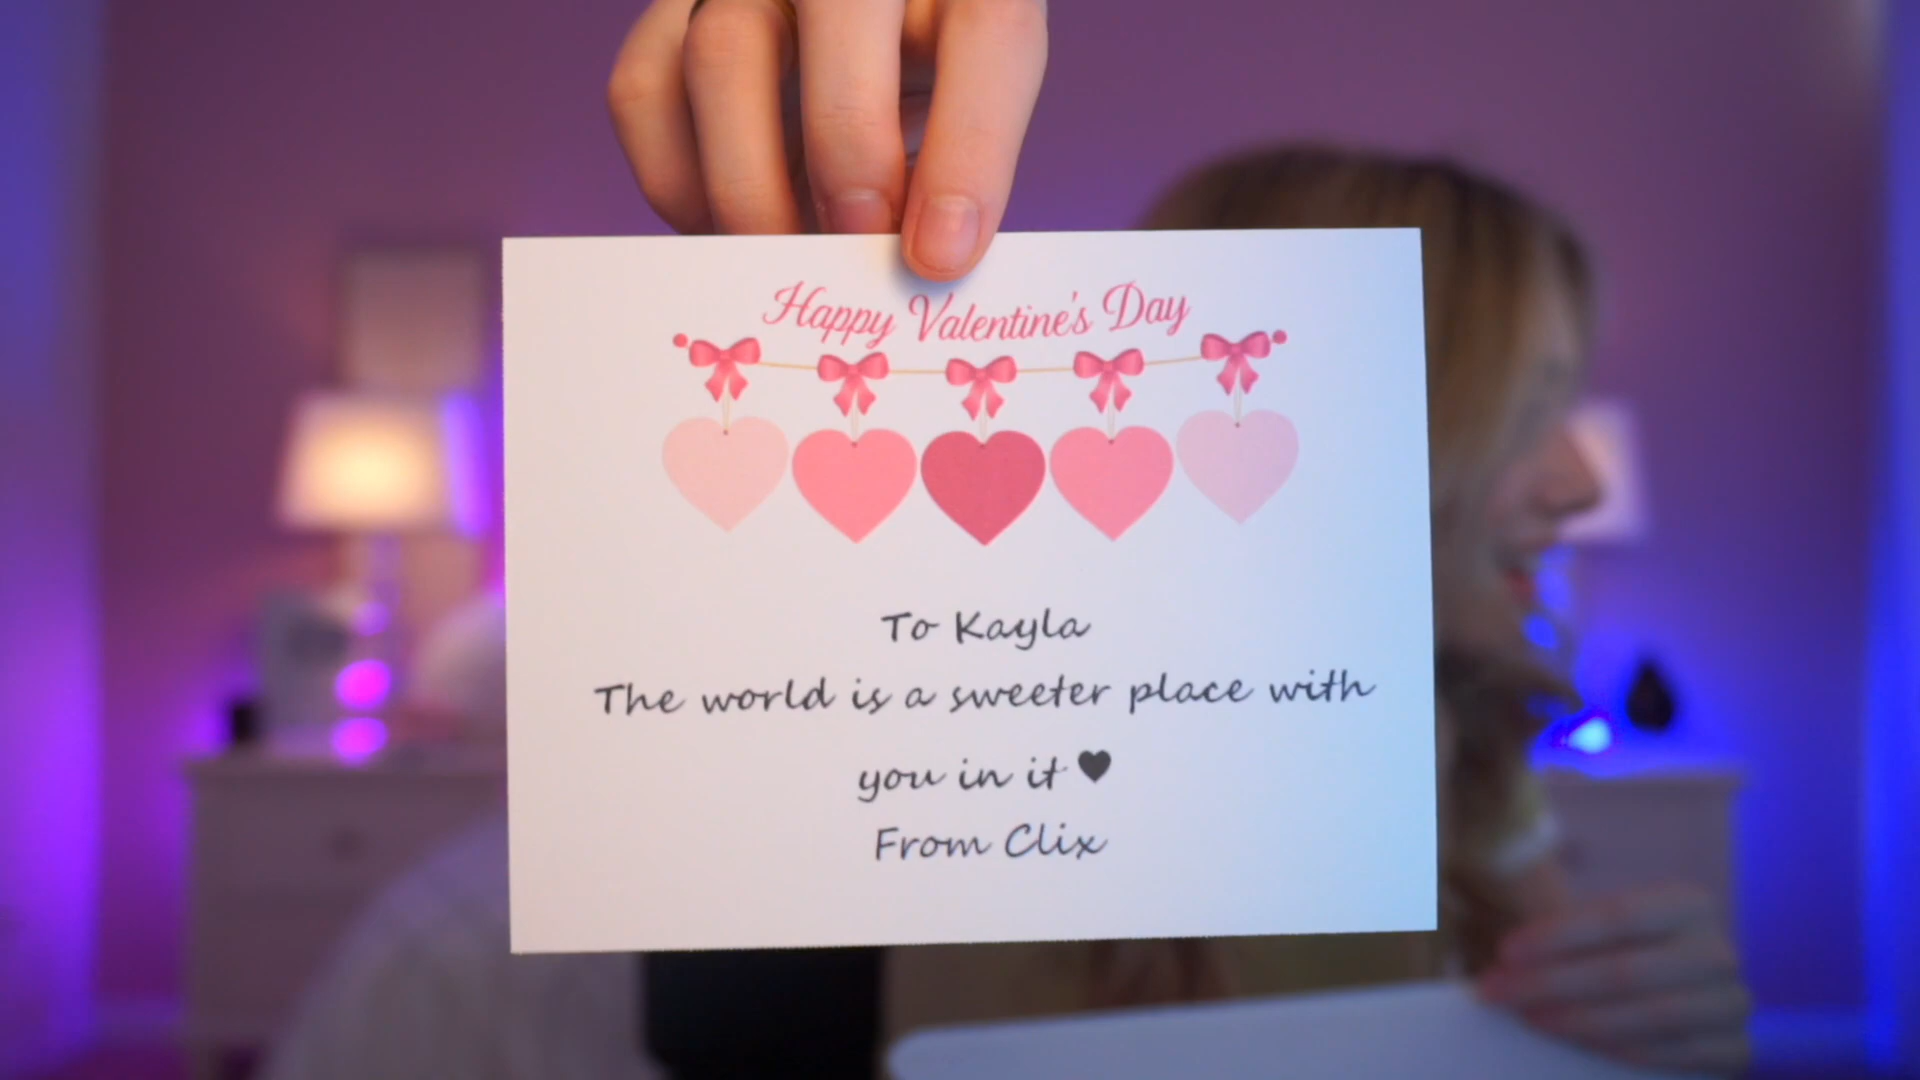 Happy Valentine's Day
To Kayla
The world is a sweeter place with
you in it ♥
From Clix